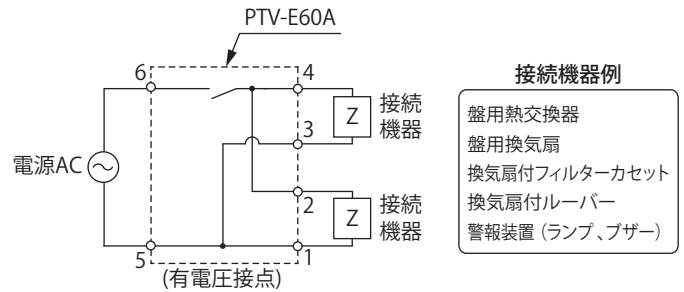 PTV-E60A
6
4
Z
接続
機器
3
電源AC
2
Z
接続
機器
5
1
(有電圧接点)
接続機器例
盤用熱交換器
盤用換気扇
換気扇付フィルターカセット
換気扇付ルーバー
警報装置（ランプ、ブザー）